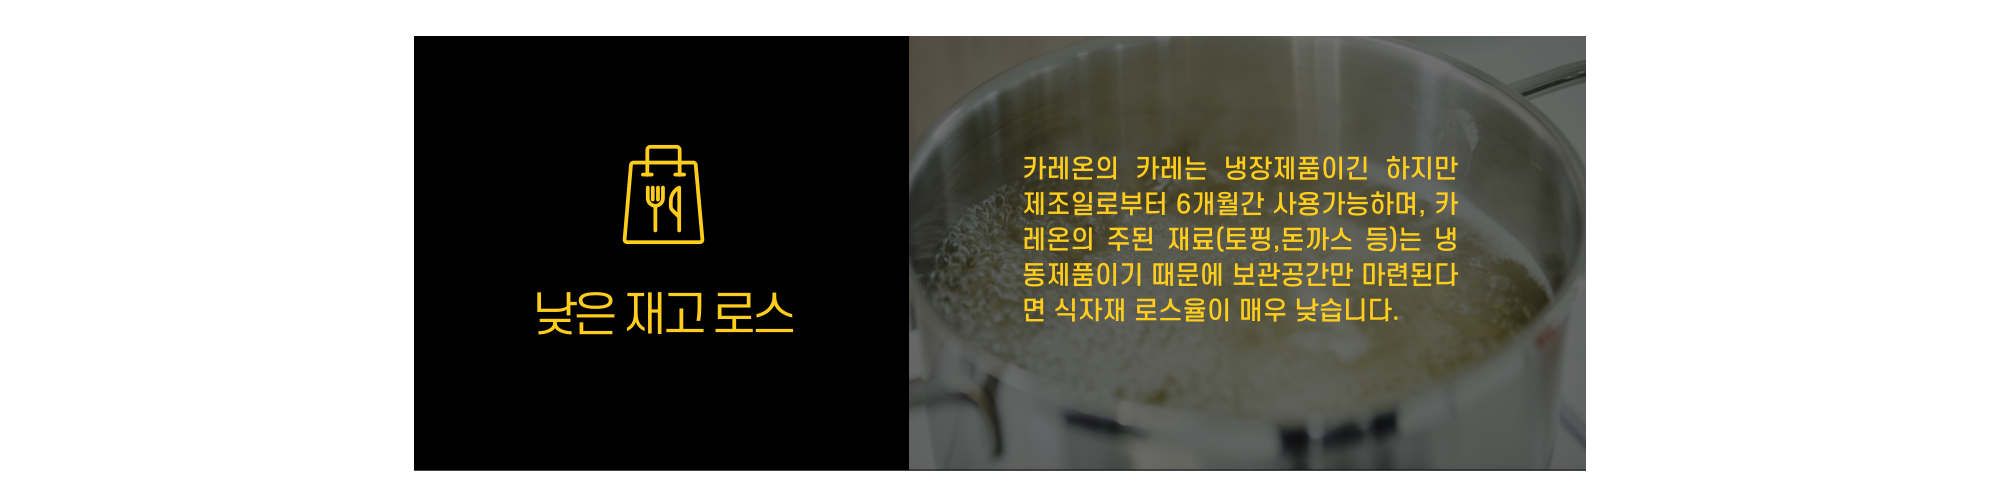 낮은 재고 로스
카레온의 카레는 냉장제품이긴 하지만
제조일로부터 6개월간 사용가능하며, 카
레온의 주된 재료(토핑,돈까스 등)는 냉
동제품이기 때문에 보관공간만 마련된다
면 식자재 로스율이 매우 낮습니다.